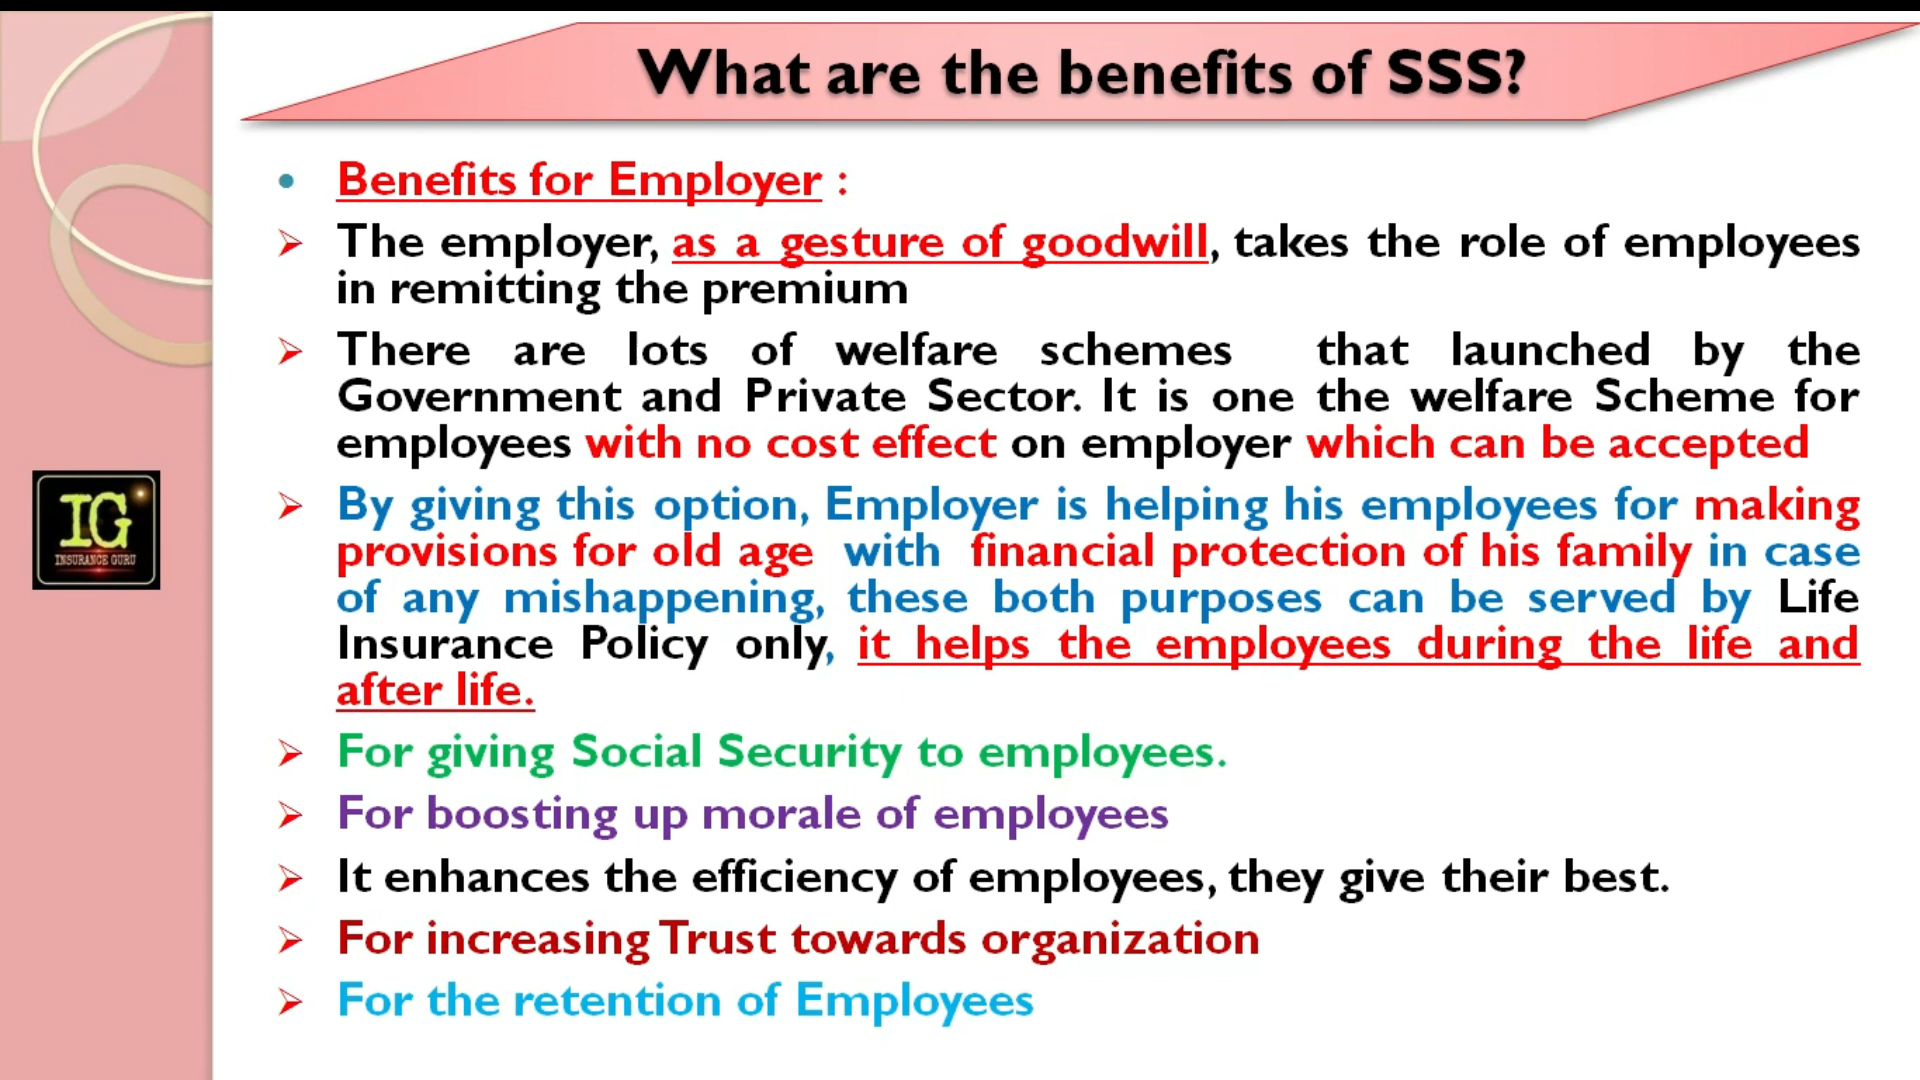 What are the benefits of SSS?
• Benefits for Employer :
➢ The employer, as a gesture of goodwill, takes the role of employees
in remitting the premium
➢ There are lots of welfare schemes that launched by the
Government and Private Sector. It is one the welfare Scheme for
employees with no cost effect on employer which can be accepted
➢ By giving this option, Employer is helping his employees for making
provisions for old age with financial protection of his family in case
of any mishappening, these both purposes can be served by Life
Insurance Policy only, it helps the employees during the life and
after life.
➢ For giving Social Security to employees.
➢ For boosting up morale of employees
➢ It enhances the efficiency of employees, they give their best.
➢ For increasing Trust towards organization
➢ For the retention of Employees
IG
INSURANCE GURU